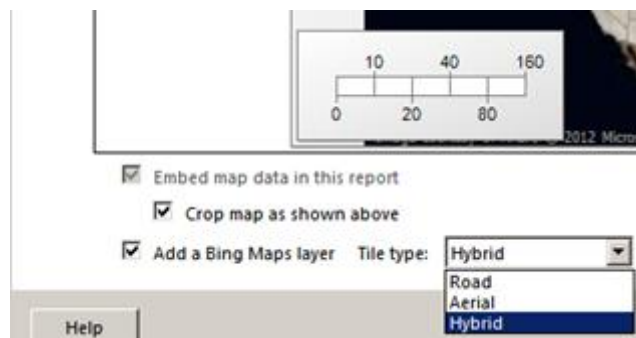 10 40 160
0 20 80
2012 Micros
Embed map data in this report
Crop map as shown above
Add a Bing Maps layer Tile type: Hybrid
Road
Aerial
Hybrid
Help